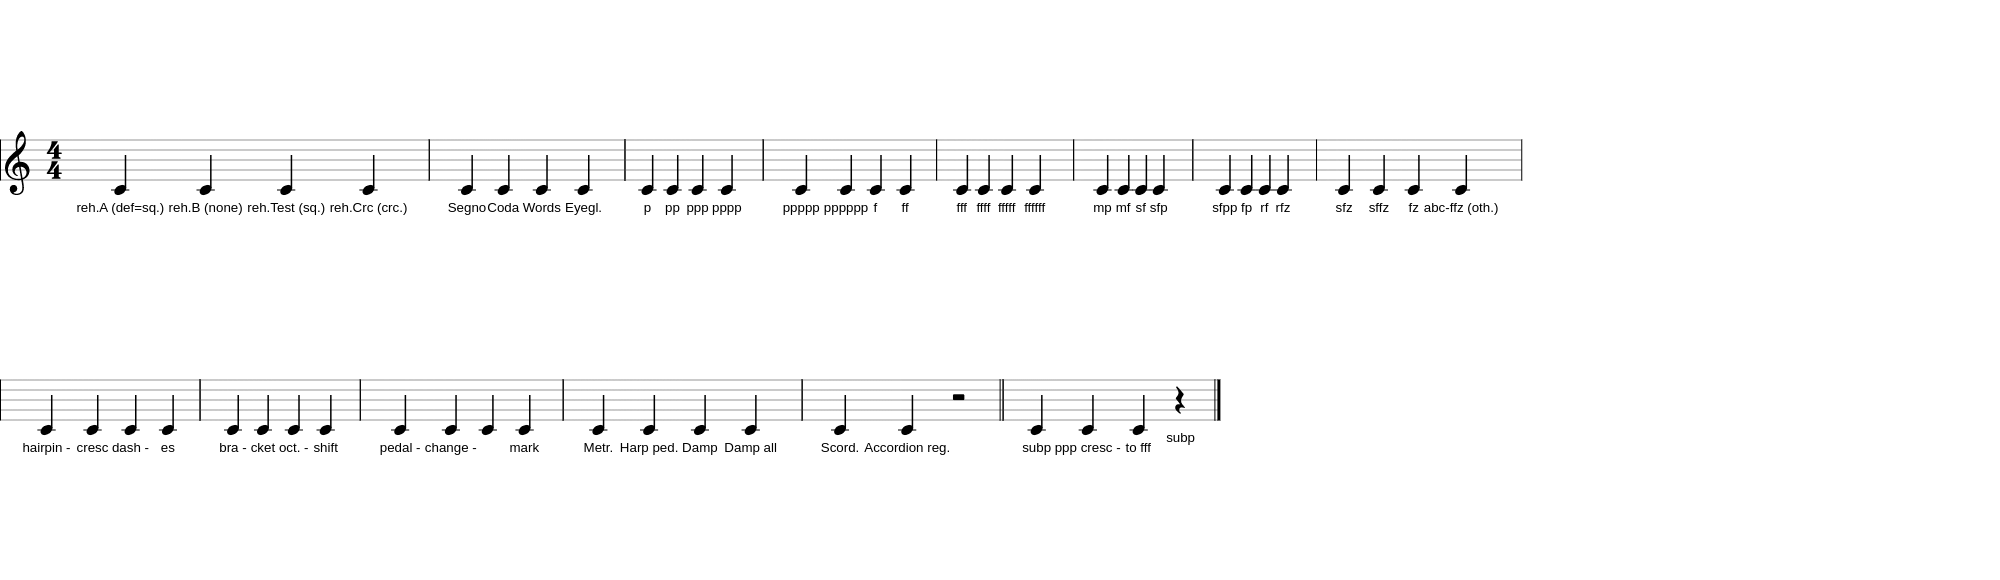 4
4
reh.A (def=sq.) reh.B (none) reh.Test (sq.) reh.Crc (crc.) Segno Coda Words Eyegl. p pp ppp pppp ppppp pppppp f ff fff ffff fffff ffffff mp mf sf sfp sfpp fp rf rfz sfz sffz fz abc-ffz (oth.)
hairpin - cresc dash - es bra - cket oct. - shift pedal - change - mark Metr. Harp ped. Damp Damp all Scord. Accordion reg. subp ppp cresc - to fff subp